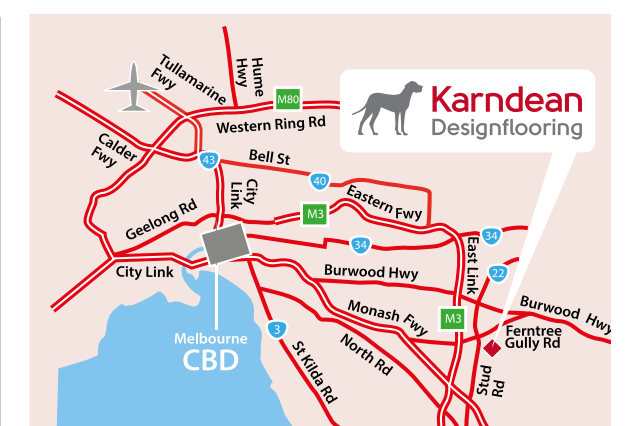 Tullamarine
Fwy
Hume
Hwy
M80
Western Ring Rd
Karndean
Designflooring
Calder
Fwy
43
Bell St
40
City
Link
Eastern Fwy
Geelong Rd
M3
34
34
East Link
22
City Link
Burwood Hwy
Burwood Hwy
Monash Fwy
M3
Ferntree
Gully Rd
3
Melbourne
CBD
North Rd
St Kilda Rd
Stud
Rd